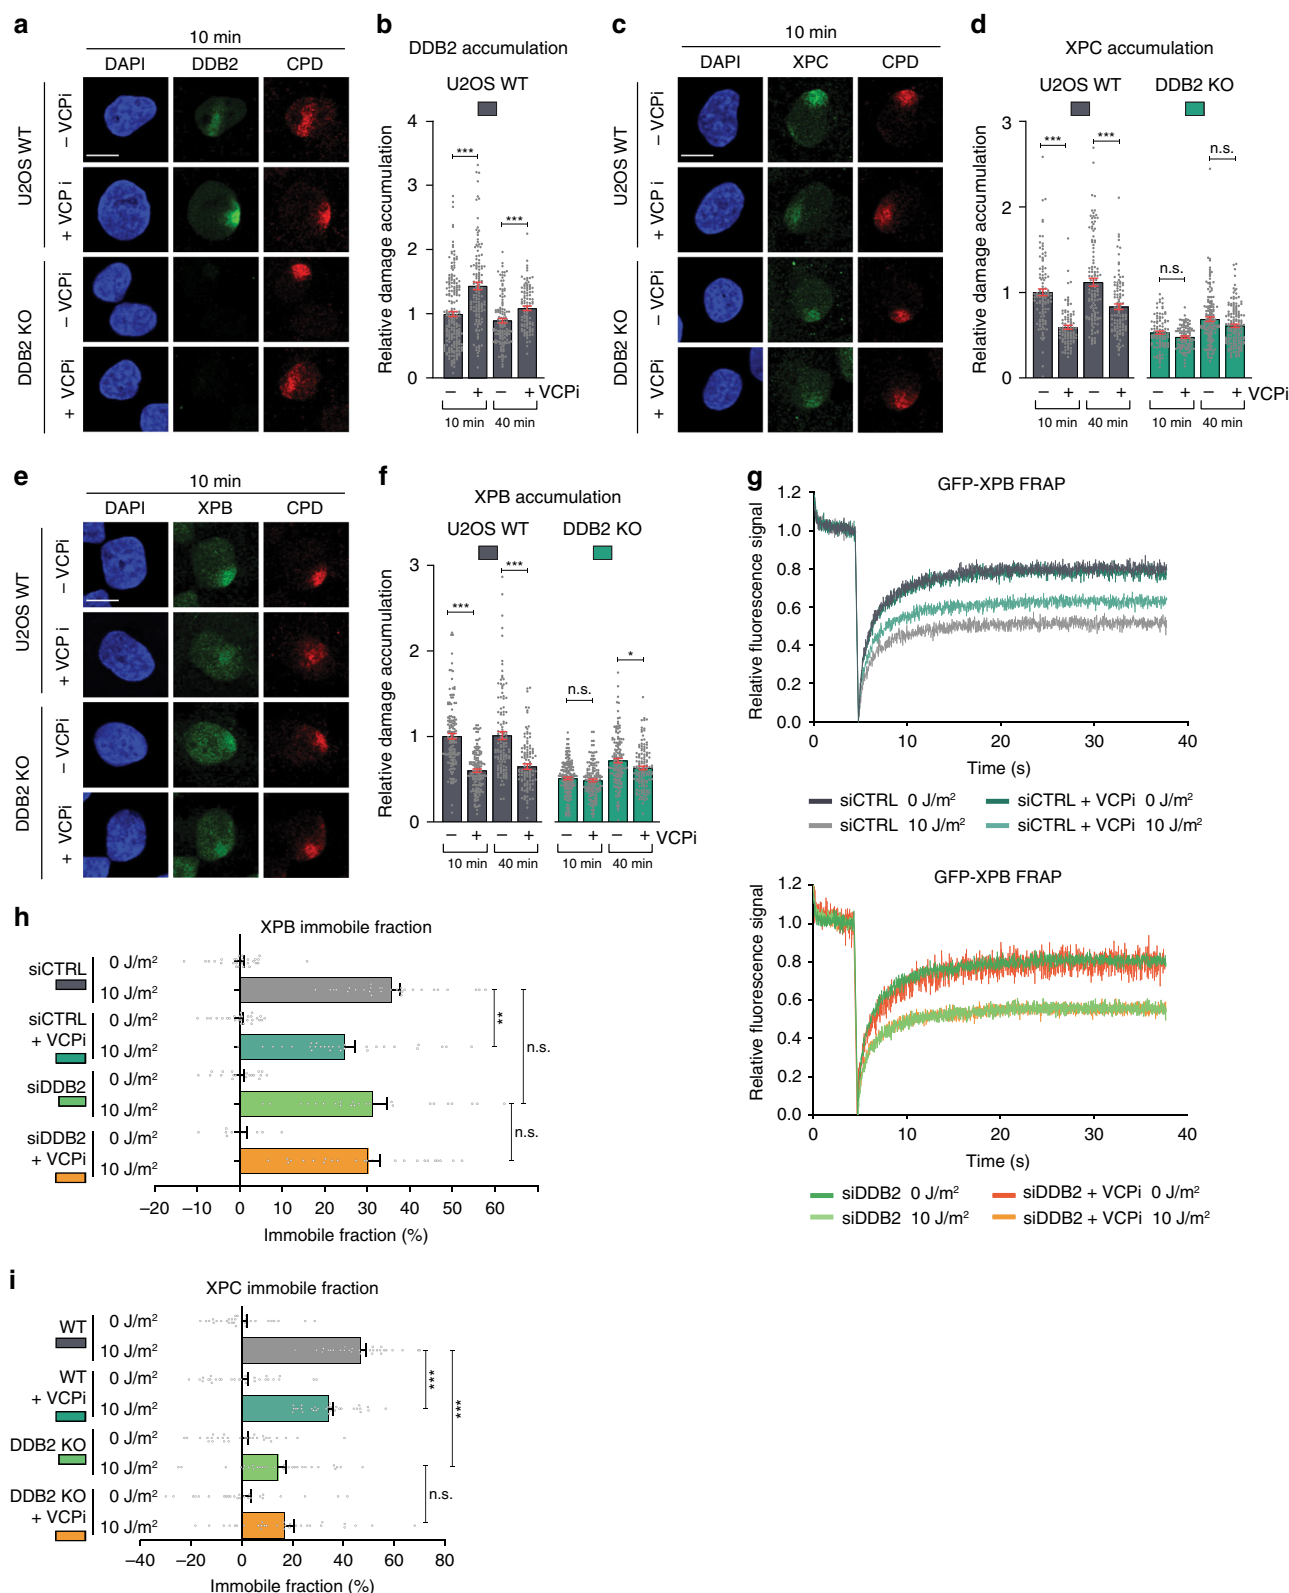 a
10 min
DAPI DDB2 CPD
U2OS WT
– VCPi
+ VCP i
DDB2 KO
– VCPi
+ VCPi
b
DDB2 accumulation
U2OS WT
Relative damage accumulation
4
3
2
1
0
***
***
– + – + VCPi
10 min 40 min
c
10 min
DAPI XPC CPD
U2OS WT
– VCPi
+ VCPi
DDB2 KO
– VCPi
+ VCPi
d
XPC accumulation
U2OS WT DDB2 KO
Relative damage accumulation
3
2
1
0
*** ***
n.s.
n.s.
– + – + – + – + VCPi
10 min 40 min 10 min 40 min
e
10 min
DAPI XPB CPD
U2OS WT
– VCPi
+ VCP i
DDB2 KO
– VCPi
+ VCPi
f
XPB accumulation
U2OS WT DDB2 KO
Relative damage accumulation
3
2
1
0
***
***
n.s.
*
– + – + – + – + VCPi
10 min 40 min 10 min 40 min
g
GFP-XPB FRAP
Relative fluorescence signal
1.2
1.0
0.8
0.6
0.4
0.2
0.0
0 10 20 30 40
Time (s)
siCTRL 0 J/m² siCTRL + VCPi 0 J/m²
siCTRL 10 J/m² siCTRL + VCPi 10 J/m²
GFP-XPB FRAP
Relative fluorescence signal
1.2
1.0
0.8
0.6
0.4
0.2
0.0
0 10 20 30 40
Time (s)
siDDB2 0 J/m² siDDB2 + VCPi 0 J/m²
siDDB2 10 J/m² siDDB2 + VCPi 10 J/m²
h
XPB immobile fraction
siCTRL
0 J/m²
10 J/m²
siCTRL
+ VCPi
0 J/m²
10 J/m²
siDDB2
0 J/m²
10 J/m²
siDDB2
+ VCPi
0 J/m²
10 J/m²
**
n.s.
n.s.
–20 –10 0 10 20 30 40 50 60
Immobile fraction (%)
i
XPC immobile fraction
WT
0 J/m²
10 J/m²
WT
+ VCPi
0 J/m²
10 J/m²
DDB2 KO
0 J/m²
10 J/m²
DDB2 KO
+ VCPi
0 J/m²
10 J/m²
***
***
n.s.
–40 –20 0 20 40 60 80
Immobile fraction (%)